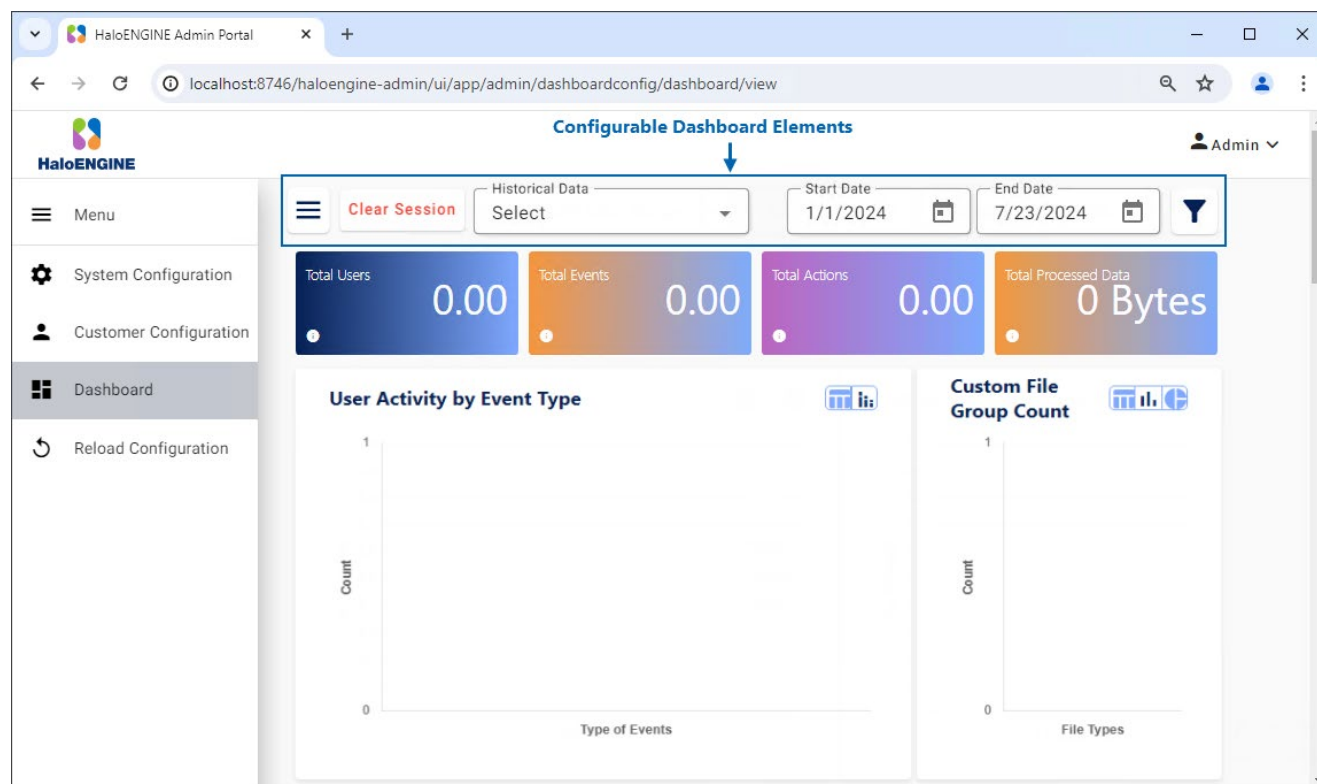 HaloENGINE Admin Portal
localhost:8746/haloengine-admin/ui/app/admin/dashboardconfig/dashboard/view
HaloENGINE
Configurable Dashboard Elements
Admin
Menu
System Configuration
Customer Configuration
Dashboard
Reload Configuration
Clear Session
Historical Data
Select
Start Date
1/1/2024
End Date
7/23/2024
Total Users
0.00
Total Events
0.00
Total Actions
0.00
Total Processed Data
0 Bytes
User Activity by Event Type
1
Count
0
Type of Events
Custom File
Group Count
1
Count
0
File Types